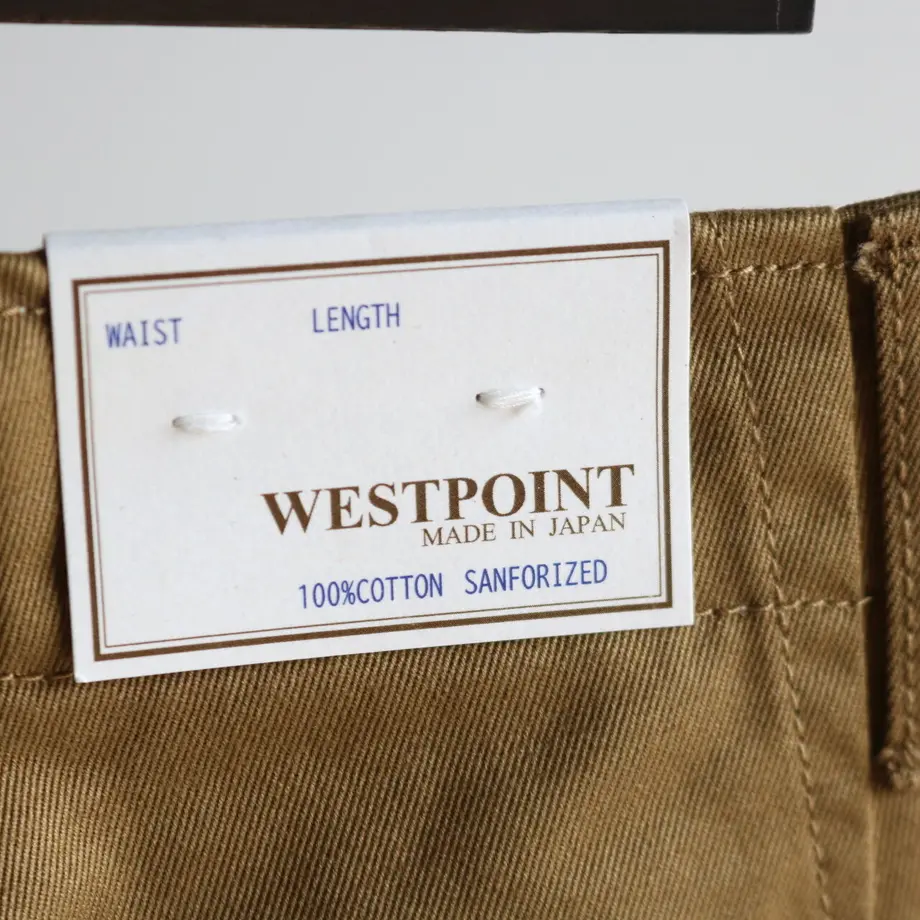 WAIST LENGTH
WESTPOINT
MADE IN JAPAN
100%COTTON SANFORIZED